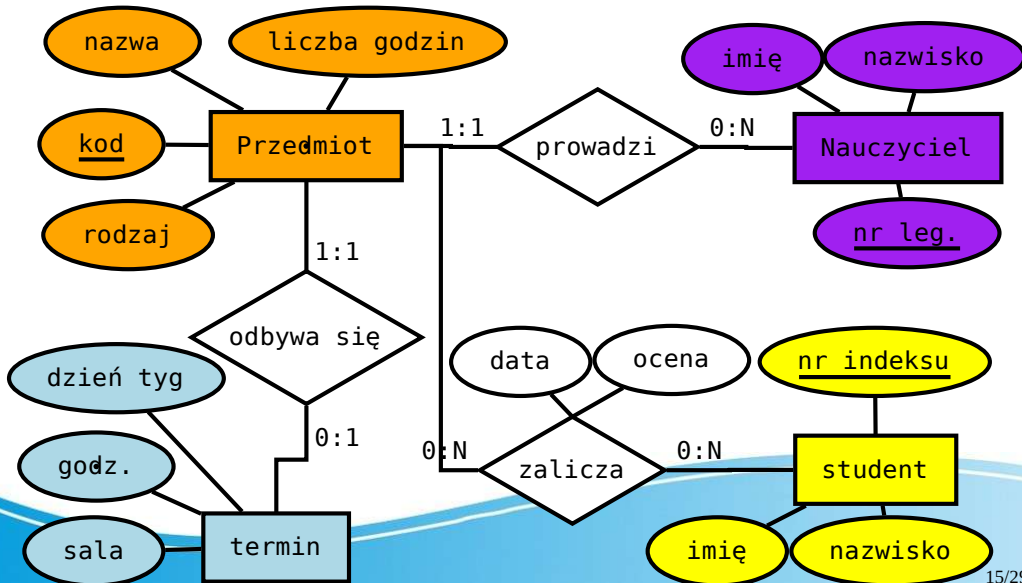 nazwa
liczba godzin
imię
nazwisko
kod
Przedmiot
1:1
prowadzi
0:N
Nauczyciel
rodzaj
nr leg.
1:1
odbywa się
dzień tyg
data
ocena
nr indeksu
0:1
godz.
0:N
zalicza
0:N
student
sala
termin
imię
nazwisko